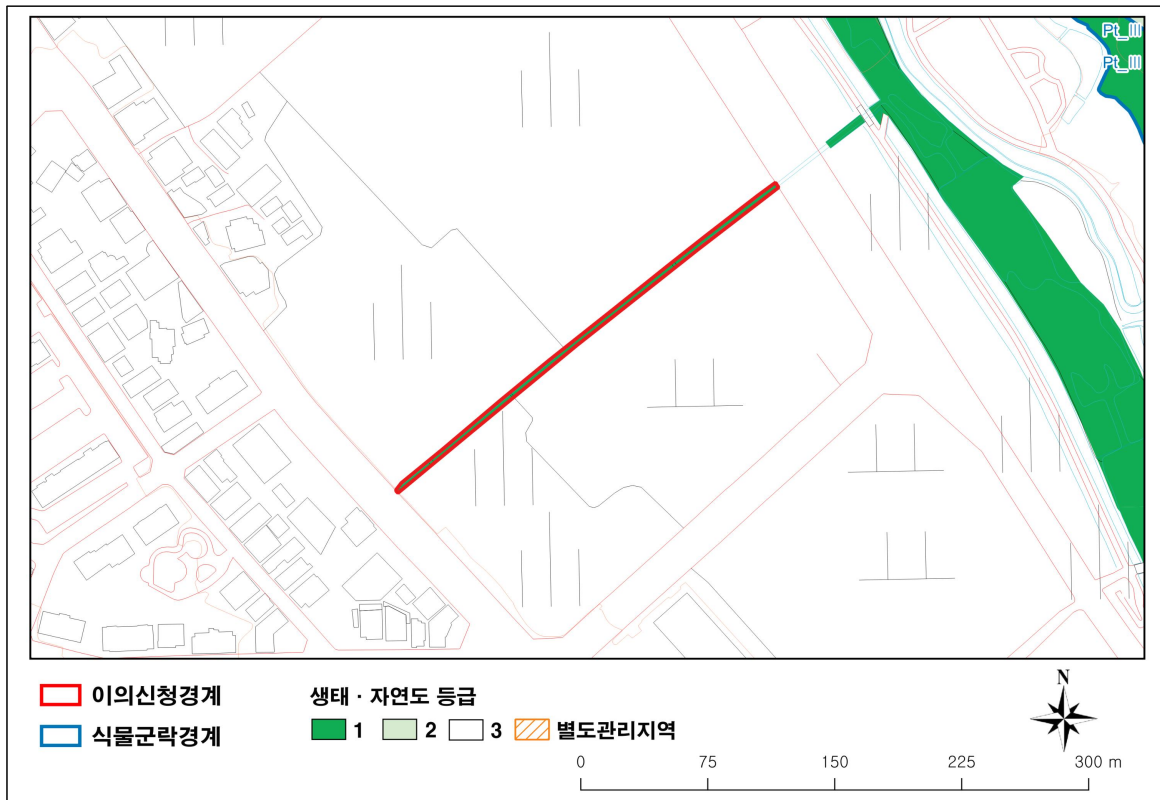 Pt_III
Pt_III
이의신청경계
식물군락경계
생태·자연도 등급
1 2 3 별도관리지역
N
0 75 150 225 300 m